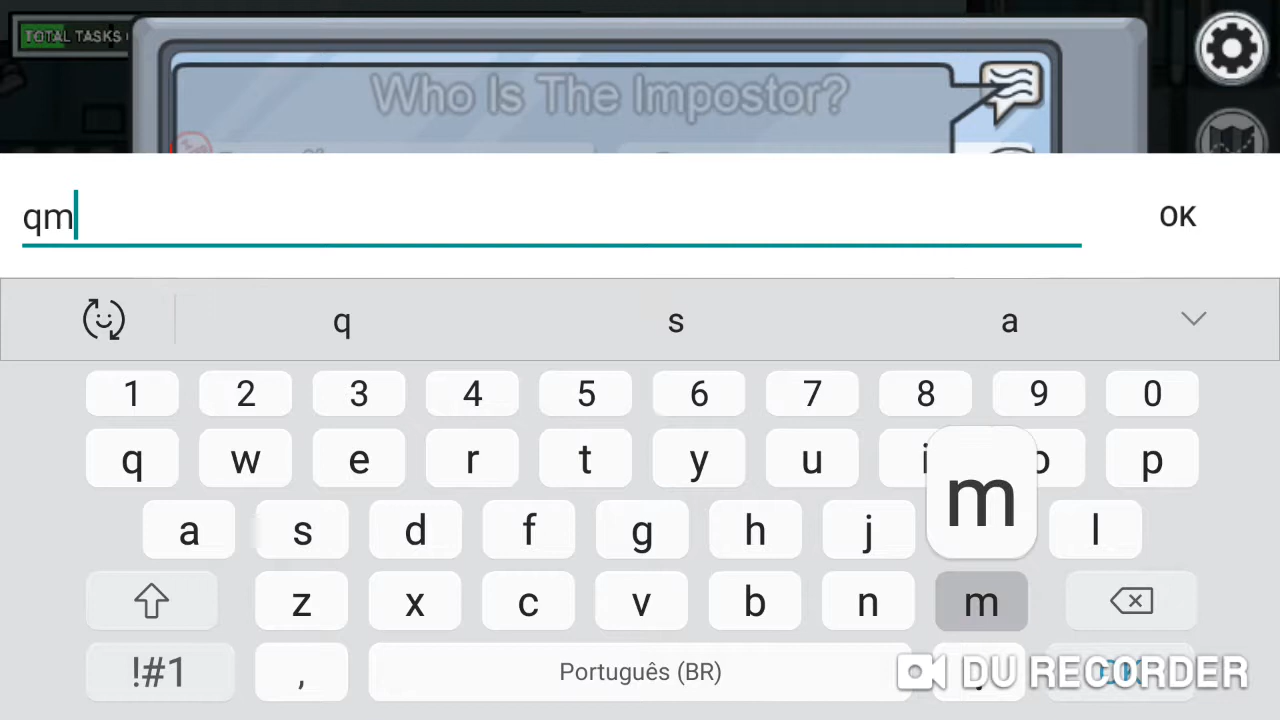 TOTAL TASKS
Who Is The Impostor?
qm
OK
q s a
1 2 3 4 5 6 7 8 9 0
q w e r t y u i o p
m
a s d f g h j l
z x c v b n m
!#1 , Português (BR) . OK
DU RECORDER